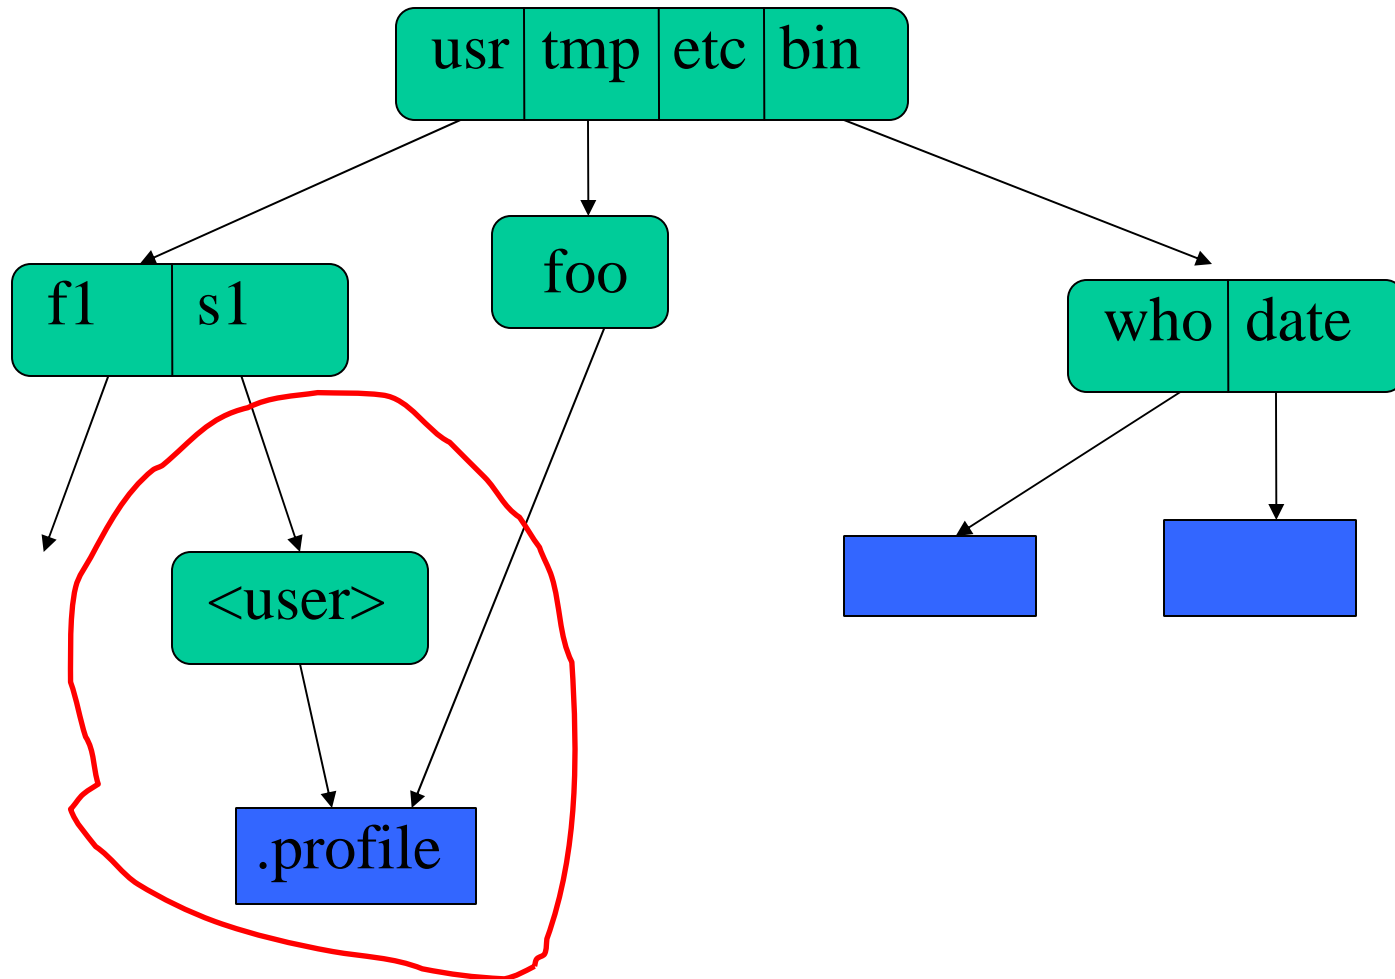 usr tmp etc bin
foo
f1 s1
who date
<user>
.profile